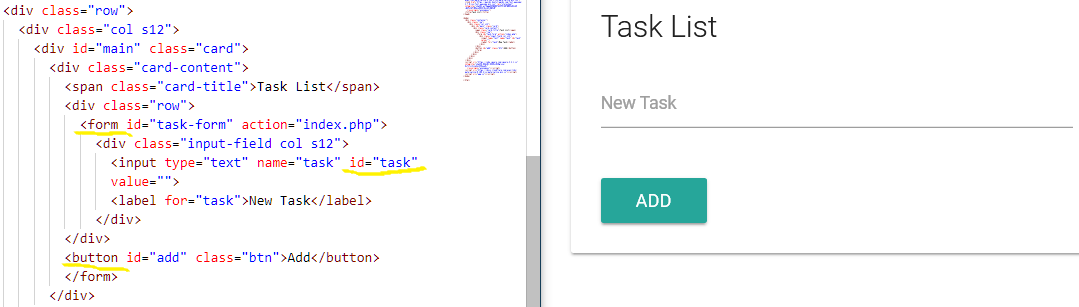 <div class="row">
<div class="col s12">
<div id="main" class="card">
<div class="card-content">
<span class="card-title">Task List</span>
<div class="row">
<form id="task-form" action="index.php">
<div class="input-field col s12">
<input type="text" name="task" id="task"
value="">
<label for="task">New Task</label>
</div>
</div>
<button id="add" class="btn">Add</button>
</form>
</div>
Task List
New Task
ADD